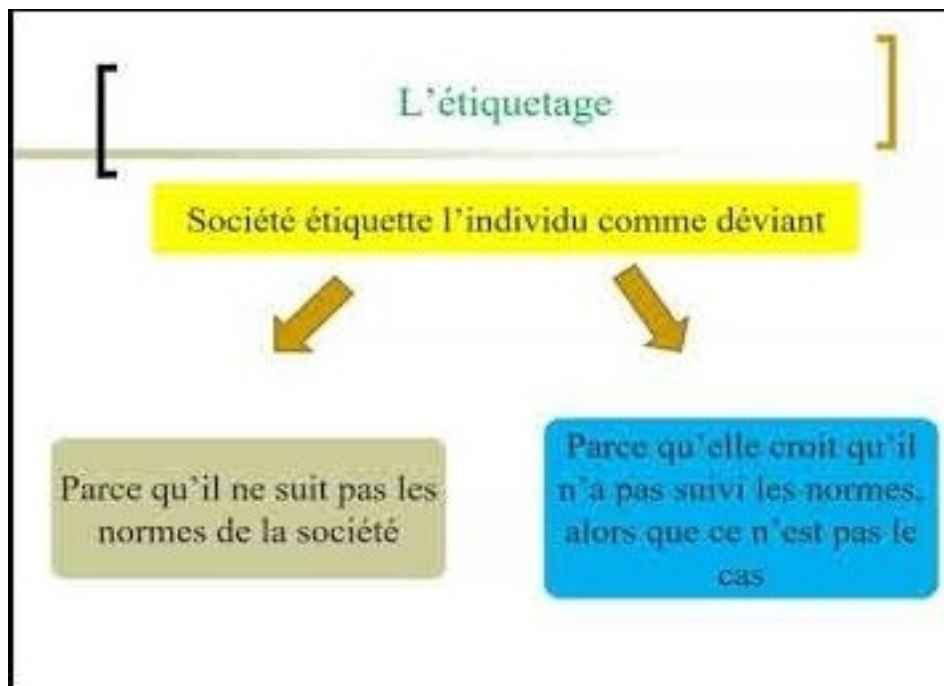 L'étiquetage
Société étiquette l'individu comme déviant
Parce qu'il ne suit pas les
normes de la société
Parce qu'elle croit qu'il
n'a pas suivi les normes,
alors que ce n'est pas le
cas